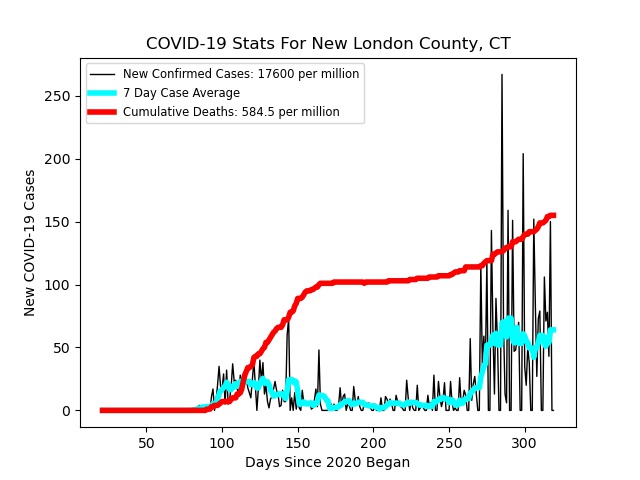 COVID-19 Stats For New London County, CT
New Confirmed Cases: 17600 per million
7 Day Case Average
Cumulative Deaths: 584.5 per million
New COVID-19 Cases
250
200
150
100
50
0
50 100 150 200 250 300
Days Since 2020 Began